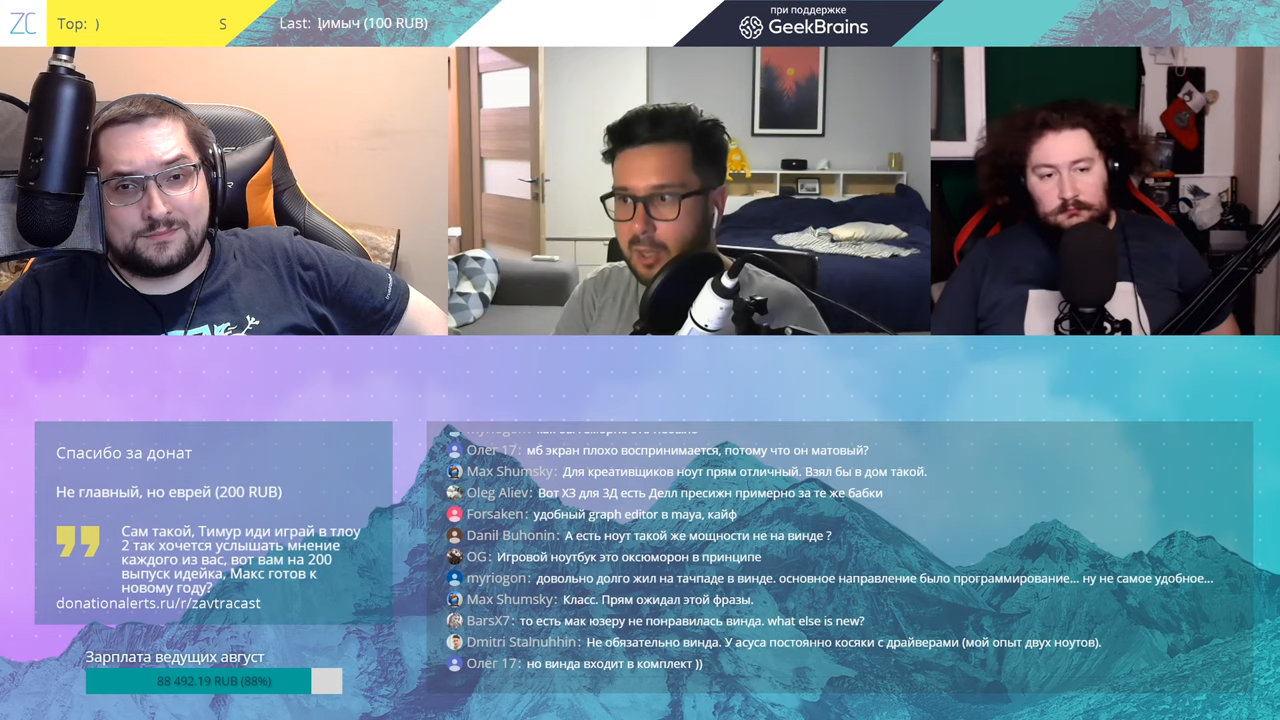 ZC
Top: )
S
Last: Димыч (100 RUB)
при поддержке
GeekBrains
Спасибо за донат
Не главный, но еврей (200 RUB)
Сам такой, Тимур иди играй в тлоу
2 так хочется услышать мнение
каждого из вас, вот вам на 200
выпуск идейка, Макс готов к
новому году?
donationalerts.ru/r/zavtracast
Зарплата ведущих август
88 492.19 RUB (88%)
Олег 17: мб экран плохо воспринимается, потому что он матовый?
Max Shumsky: Для креативщиков ноут прям отличный. Взял бы в дом такой.
Oleg Aliev: Вот ХЗ для 3Д есть Делл пресижн примерно за те же бабки
Forsaken: удобный graph editor в maya, кайф
Danil Buhonin: А есть ноут такой же мощности не на винде ?
OG: Игровой ноутбук это оксюморон в принципе
myriogon: довольно долго жил на тачпаде в винде. основное направление было программирование... ну не самое удобное...
Max Shumsky: Класс. Прям ожидал этой фразы.
BarsX7: то есть мак юзеру не понравилась винда. what else is new?
Dmitri Stalnuhhin: Не обязательно винда. У асуса постоянно косяки с драйверами (мой опыт двух ноутов).
Олег 17: но винда входит в комплект ))